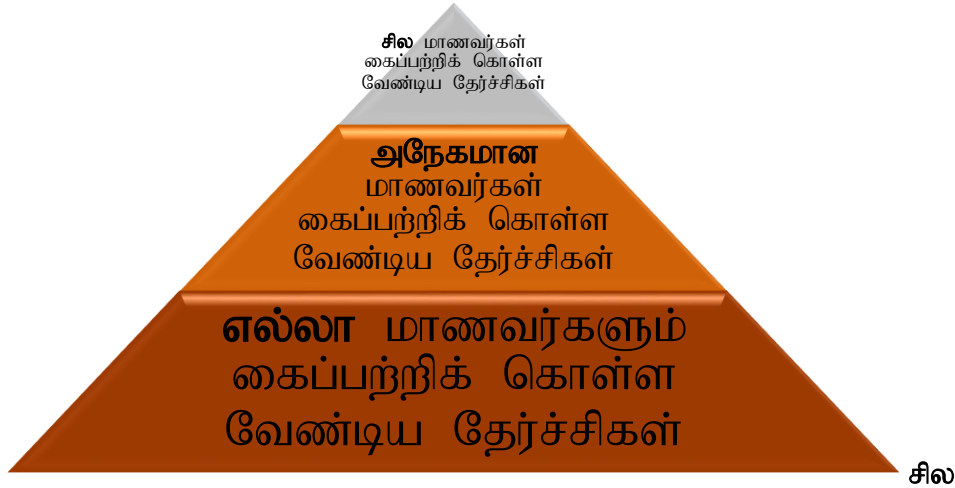 சில மாணவர்கள்
கைப்பற்றிக் கொள்ள
வேண்டிய தேர்ச்சிகள்
அநேகமான
மாணவர்கள்
கைப்பற்றிக் கொள்ள
வேண்டிய தேர்ச்சிகள்
எல்லா மாணவர்களும்
கைப்பற்றிக் கொள்ள
வேண்டிய தேர்ச்சிகள்
சில